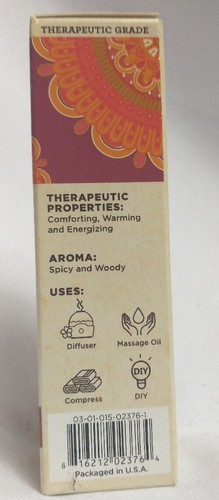 THERAPEUTIC GRADE
THERAPEUTIC
PROPERTIES:
Comforting, Warming
and Energizing
AROMA:
Spicy and Woody
USES:
Diffuser
Massage Oil
DIY
Compress
DIY
03-01-015-02376-1
8 16212 02376 4
Packaged in U.S.A.